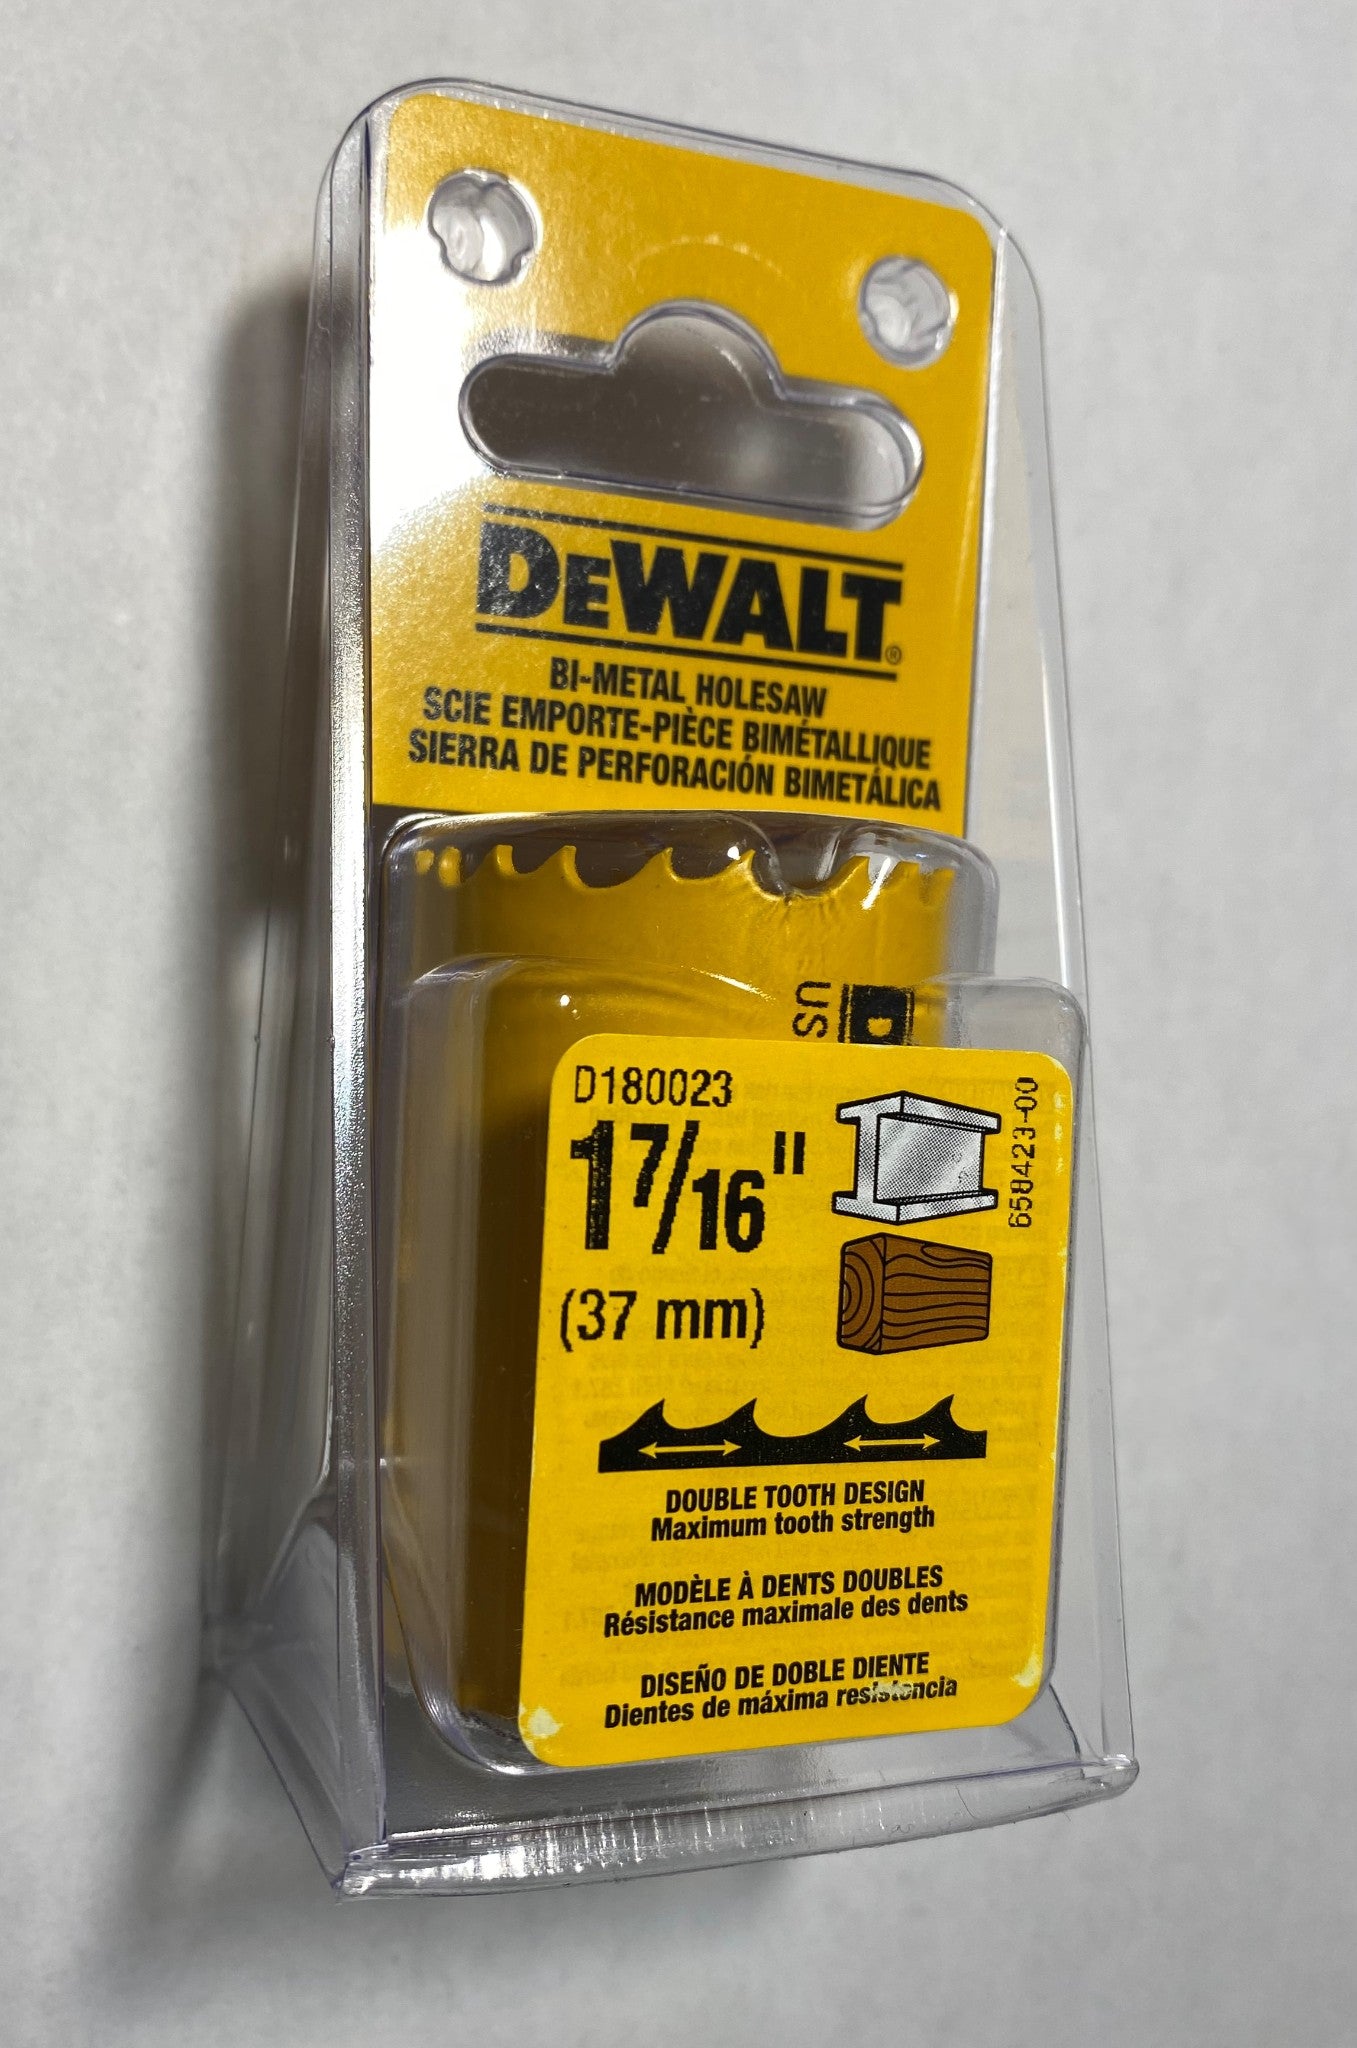 DEWALT®
BI-METAL HOLESAW
SCIE EMPORTE-PIÈCE BIMÉTALLIQUE
SIERRA DE PERFORACIÓN BIMETÁLICA
US
D180023
1 7/16"
(37 mm)
658423-00
DOUBLE TOOTH DESIGN
Maximum tooth strength
MODÈLE À DENTS DOUBLES
Résistance maximale des dents
DISEÑO DE DOBLE DIENTE
Dientes de máxima resistencia